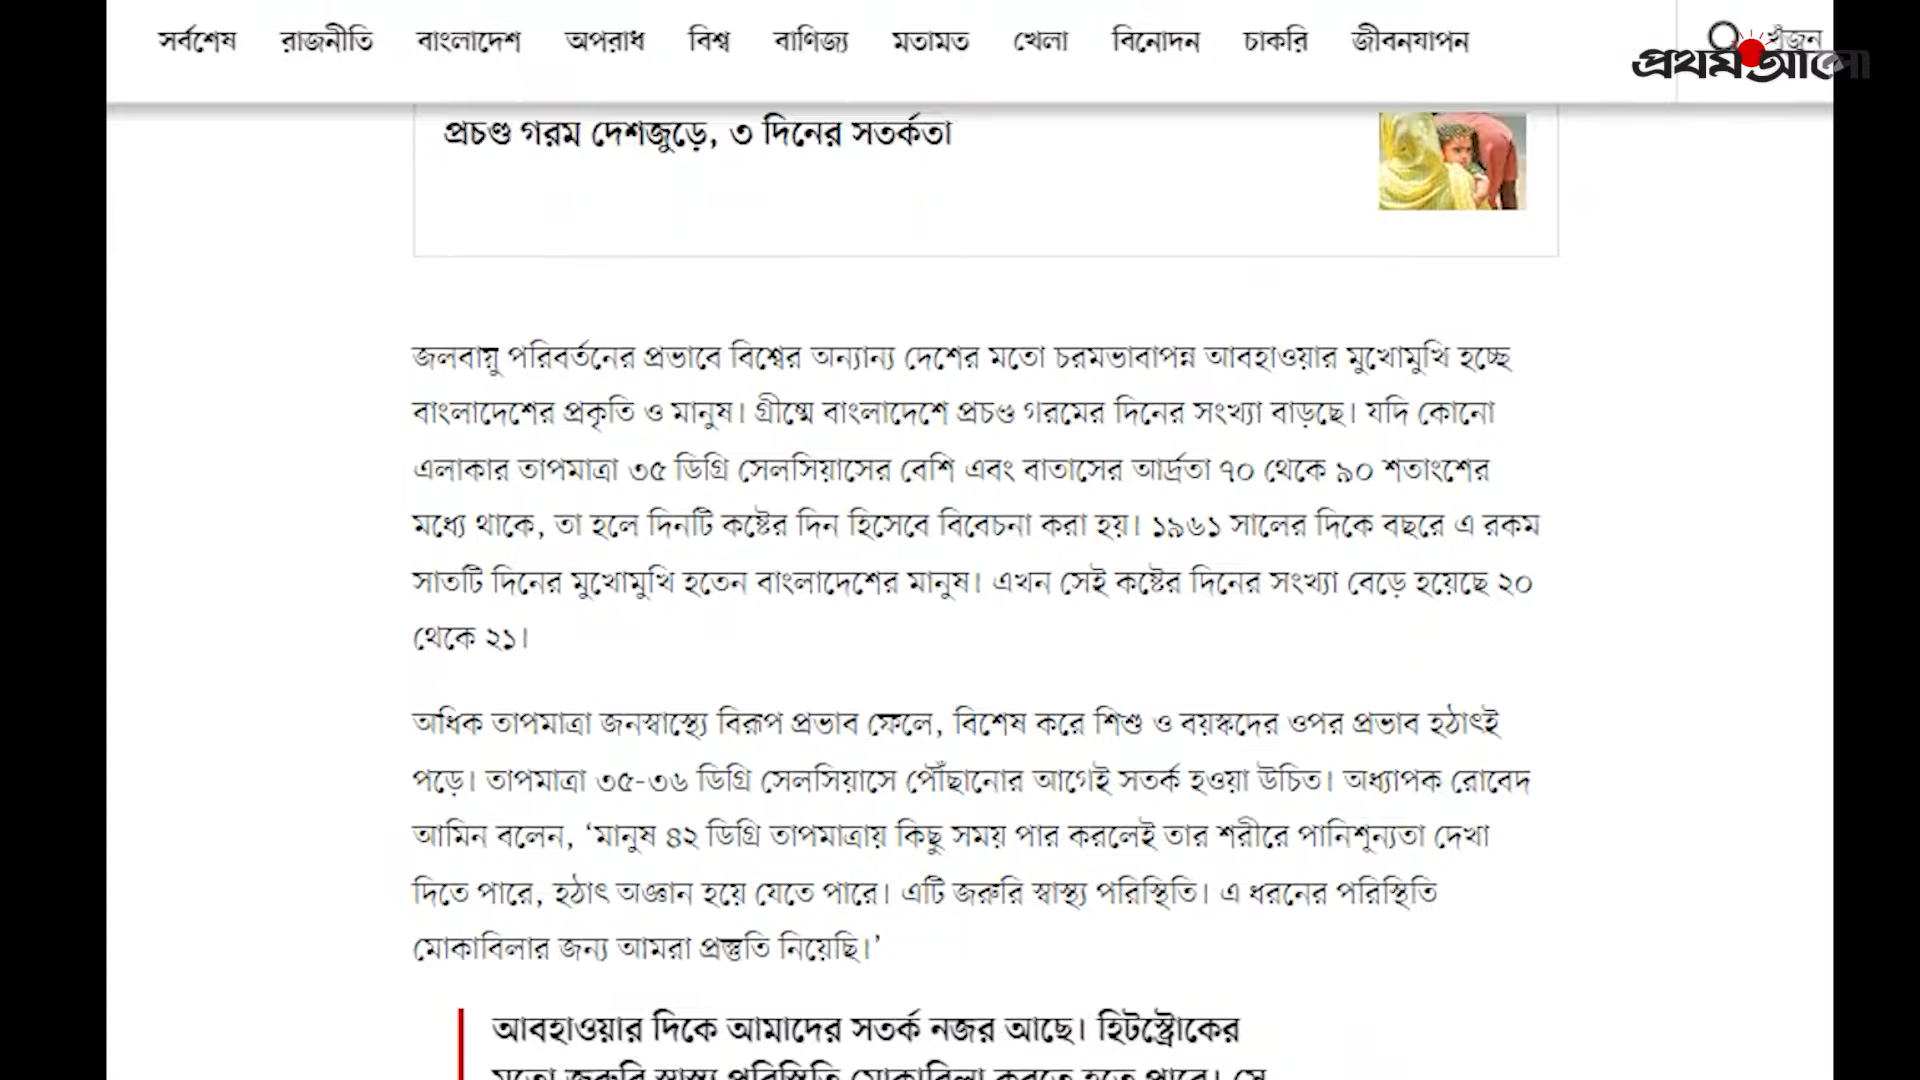 সর্বশেষ রাজনীতি বাংলাদেশ অপরাধ বিশ্ব বাণিজ্য মতামত খেলা বিনোদন চাকরি জীবনযাপন
প্রথম আলো
প্রচণ্ড গরম দেশজুড়ে, ৩ দিনের সতর্কতা
জলবায়ু পরিবর্তনের প্রভাবে বিশ্বের অন্যান্য দেশের মতো চরমভাবাপন্ন আবহাওয়ার মুখোমুখি হচ্ছে
বাংলাদেশের প্রকৃতি ও মানুষ। গ্রীষ্মে বাংলাদেশে প্রচণ্ড গরমের দিনের সংখ্যা বাড়ছে। যদি কোনো
এলাকার তাপমাত্রা ৩৫ ডিগ্রি সেলসিয়াসের বেশি এবং বাতাসের আর্দ্রতা ৭০ থেকে ৯০ শতাংশের
মধ্যে থাকে, তা হলে দিনটি কষ্টের দিন হিসেবে বিবেচনা করা হয়। ১৯৬১ সালের দিকে বছরে এ রকম
সাতটি দিনের মুখোমুখি হতেন বাংলাদেশের মানুষ। এখন সেই কষ্টের দিনের সংখ্যা বেড়ে হয়েছে ২০
থেকে ২১।
অধিক তাপমাত্রা জনস্বাস্থ্যে বিরূপ প্রভাব ফেলে, বিশেষ করে শিশু ও বয়স্কদের ওপর প্রভাব হঠাৎই
পড়ে। তাপমাত্রা ৩৫-৩৬ ডিগ্রি সেলসিয়াসে পৌঁছানোর আগেই সতর্ক হওয়া উচিত। অধ্যাপক রোবেদ
আমিন বলেন, ‘মানুষ ৪২ ডিগ্রি তাপমাত্রায় কিছু সময় পার করলেই তার শরীরে পানিশূন্যতা দেখা
দিতে পারে, হঠাৎ অজ্ঞান হয়ে যেতে পারে। এটি জরুরি স্বাস্থ্য পরিস্থিতি। এ ধরনের পরিস্থিতি
মোকাবিলার জন্য আমরা প্রস্তুতি নিয়েছি।’
আবহাওয়ার দিকে আমাদের সতর্ক নজর আছে। হিটস্ট্রোকের
মতো জরুরি স্বাস্থ্য পরিস্থিতি মোকাবিলা করতে হতে পারে। সে